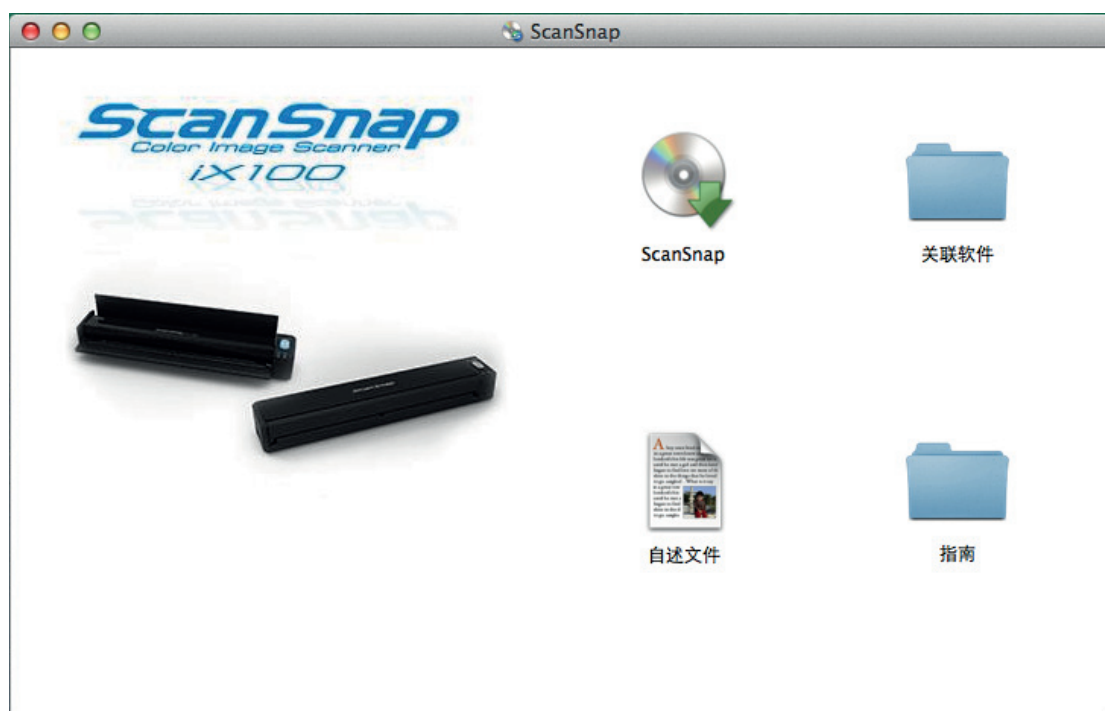 ScanSnap
ScanSnap
Color Image Scanner
iX100
ScanSnap
关联软件
自述文件
指南